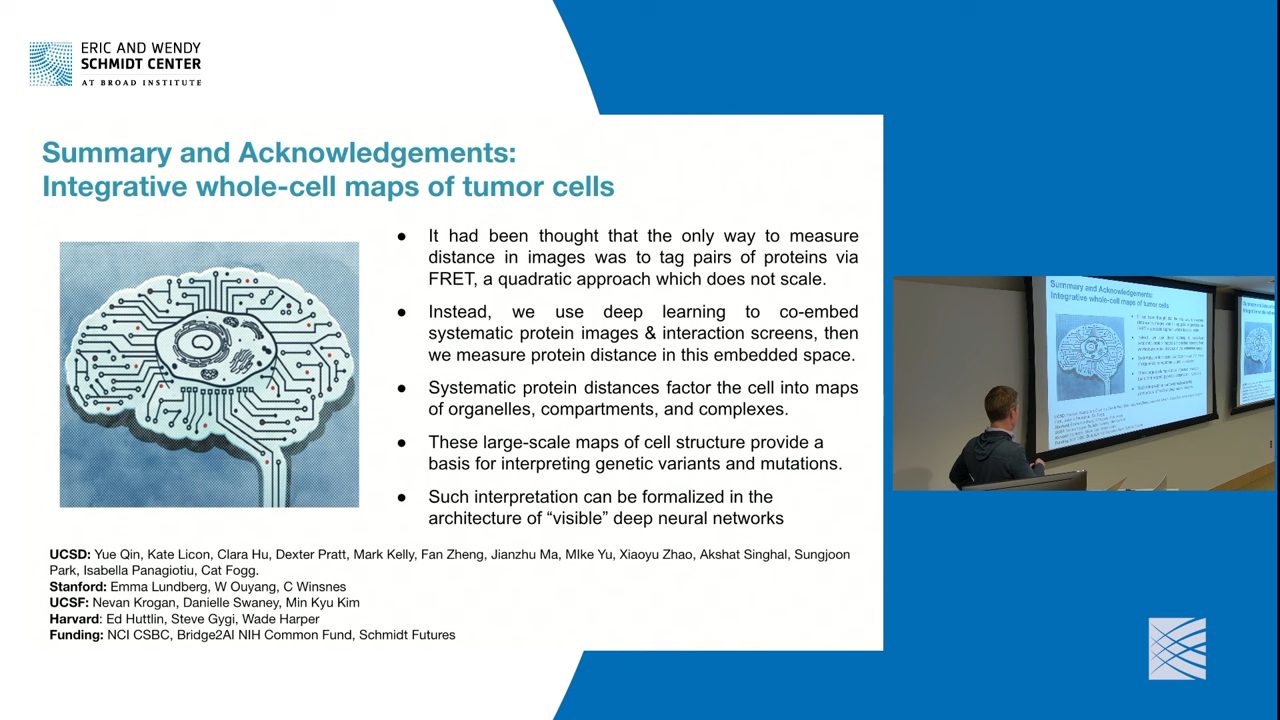 ERIC AND WENDY
SCHMIDT CENTER
AT BROAD INSTITUTE
Summary and Acknowledgements:
Integrative whole-cell maps of tumor cells
● It had been thought that the only way to measure
distance in images was to tag pairs of proteins via
FRET, a quadratic approach which does not scale.
● Instead, we use deep learning to co-embed
systematic protein images & interaction screens, then
we measure protein distance in this embedded space.
● Systematic protein distances factor the cell into maps
of organelles, compartments, and complexes.
● These large-scale maps of cell structure provide a
basis for interpreting genetic variants and mutations.
● Such interpretation can be formalized in the
architecture of “visible” deep neural networks
UCSD: Yue Qin, Kate Licon, Clara Hu, Dexter Pratt, Mark Kelly, Fan Zheng, Jianzhu Ma, MIke Yu, Xiaoyu Zhao, Akshat Singhal, Sungjoon
Park, Isabella Panagiotiu, Cat Fogg.
Stanford: Emma Lundberg, W Ouyang, C Winsnes
UCSF: Nevan Krogan, Danielle Swaney, Min Kyu Kim
Harvard: Ed Huttlin, Steve Gygi, Wade Harper
Funding: NCI CSBC, Bridge2AI NIH Common Fund, Schmidt Futures
Summary and Acknowledgements:
Integrative whole-cell maps of tumor cells